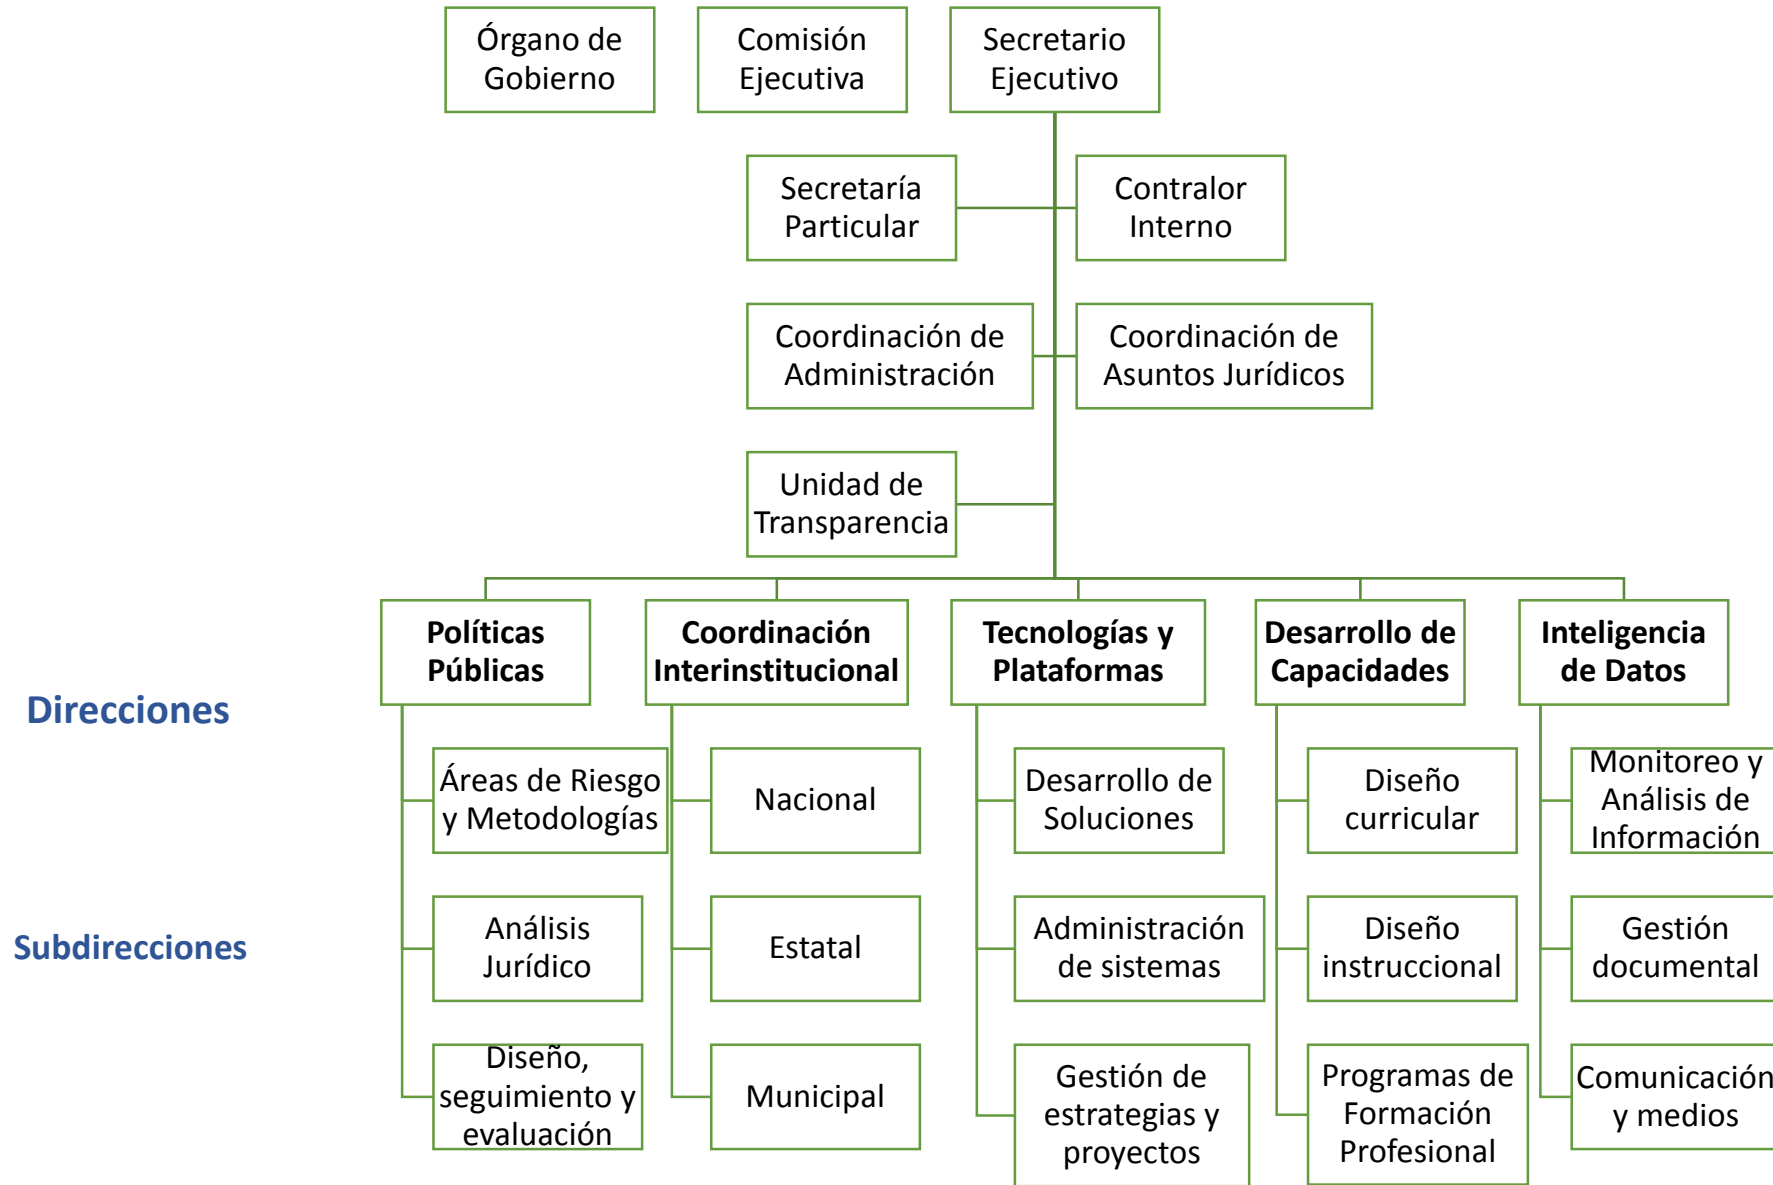 Órgano de
Gobierno
Comisión
Ejecutiva
Secretario
Ejecutivo
Secretaría
Particular
Contralor
Interno
Coordinación de
Administración
Coordinación de
Asuntos Jurídicos
Unidad de
Transparencia
Direcciones
Subdirecciones
Políticas
Públicas
Áreas de Riesgo
y Metodologías
Análisis
Jurídico
Diseño,
seguimiento y
evaluación
Coordinación
Interinstitucional
Nacional
Estatal
Municipal
Tecnologías y
Plataformas
Desarrollo de
Soluciones
Administración
de sistemas
Gestión de
estrategias y
proyectos
Desarrollo de
Capacidades
Diseño
curricular
Diseño
instruccional
Programas de
Formación
Profesional
Inteligencia
de Datos
Monitoreo y
Análisis de
Información
Gestión
documental
Comunicación
y medios